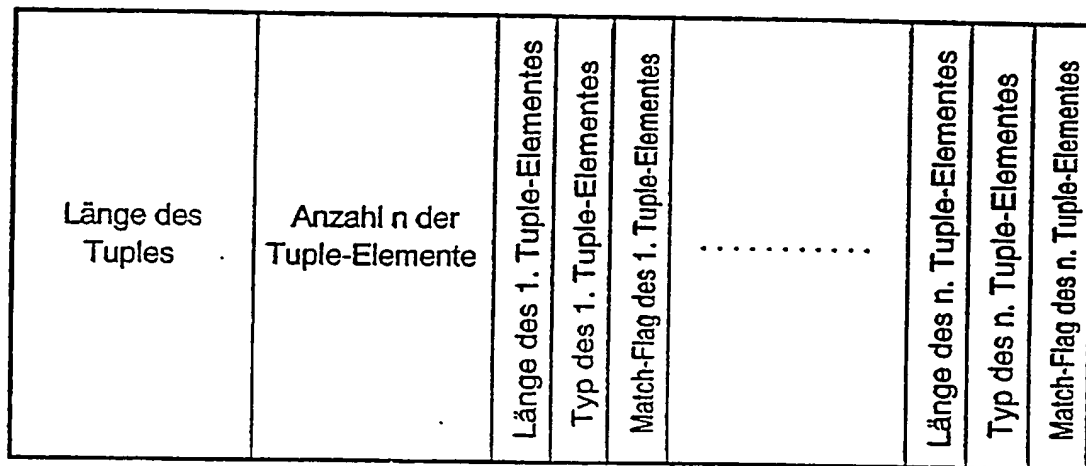 Länge des
Tuples
Anzahl n der
Tuple-Elemente
Länge des 1. Tuple-Elementes
Typ des 1. Tuple-Elementes
Match-Flag des 1. Tuple-Elementes
...........
Länge des n. Tuple-Elementes
Typ des n. Tuple-Elementes
Match-Flag des n. Tuple-Elementes